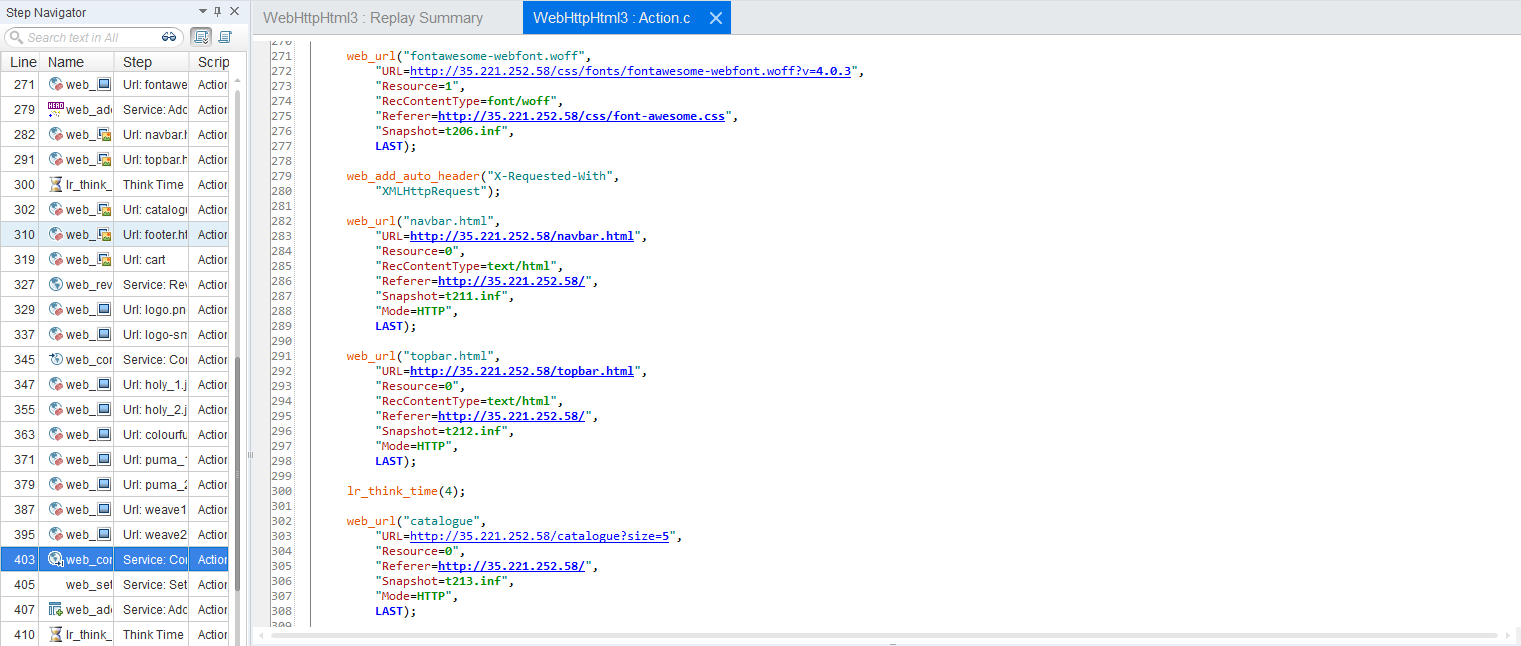 Step Navigator
Search text in All
Line Name Step Scrip
271 web_ Url: fontawe Action
279 web_ad Service: Add Action
282 web_ Url: navbar.h Action
291 web_ Url: topbar.h Action
300 lr_think_ Think Time Action
302 web_ Url: catalogu Action
310 web_ Url: footer.ht Action
319 web_ Url: cart Action
327 web_rev Service: Rev Action
329 web_ Url: logo.pn Action
337 web_ Url: logo-sm Action
345 web_cor Service: Cor Action
347 web_ Url: holy_1.j Action
355 web_ Url: holy_2.j Action
363 web_ Url: colourfu Action
371 web_ Url: puma_1 Action
379 web_ Url: puma_2 Action
387 web_ Url: weave1 Action
395 web_ Url: weave2 Action
403 web_cor Service: Cor Action
405 web_set Service: Set Action
407 web_add Service: Add Action
410 lr_think_ Think Time Action
WebHttpHtml3 : Replay Summary WebHttpHtml3 : Action.c
270
271 web_url("fontawesome-webfont.woff",
272 "URL=http://35.221.252.58/css/fonts/fontawesome-webfont.woff?v=4.0.3",
273 "Resource=1",
274 "RecContentType=font/woff",
275 "Referer=http://35.221.252.58/css/font-awesome.css",
276 "Snapshot=t206.inf",
277 LAST);
278
279 web_add_auto_header("X-Requested-With",
280 "XMLHttpRequest");
281
282 web_url("navbar.html",
283 "URL=http://35.221.252.58/navbar.html",
284 "Resource=0",
285 "RecContentType=text/html",
286 "Referer=http://35.221.252.58/",
287 "Snapshot=t211.inf",
288 "Mode=HTTP",
289 LAST);
290
291 web_url("topbar.html",
292 "URL=http://35.221.252.58/topbar.html",
293 "Resource=0",
294 "RecContentType=text/html",
295 "Referer=http://35.221.252.58/",
296 "Snapshot=t212.inf",
297 "Mode=HTTP",
298 LAST);
299
300 lr_think_time(4);
301
302 web_url("catalogue",
303 "URL=http://35.221.252.58/catalogue?size=5",
304 "Resource=0",
305 "Referer=http://35.221.252.58/",
306 "Snapshot=t213.inf",
307 "Mode=HTTP",
308 LAST);
309